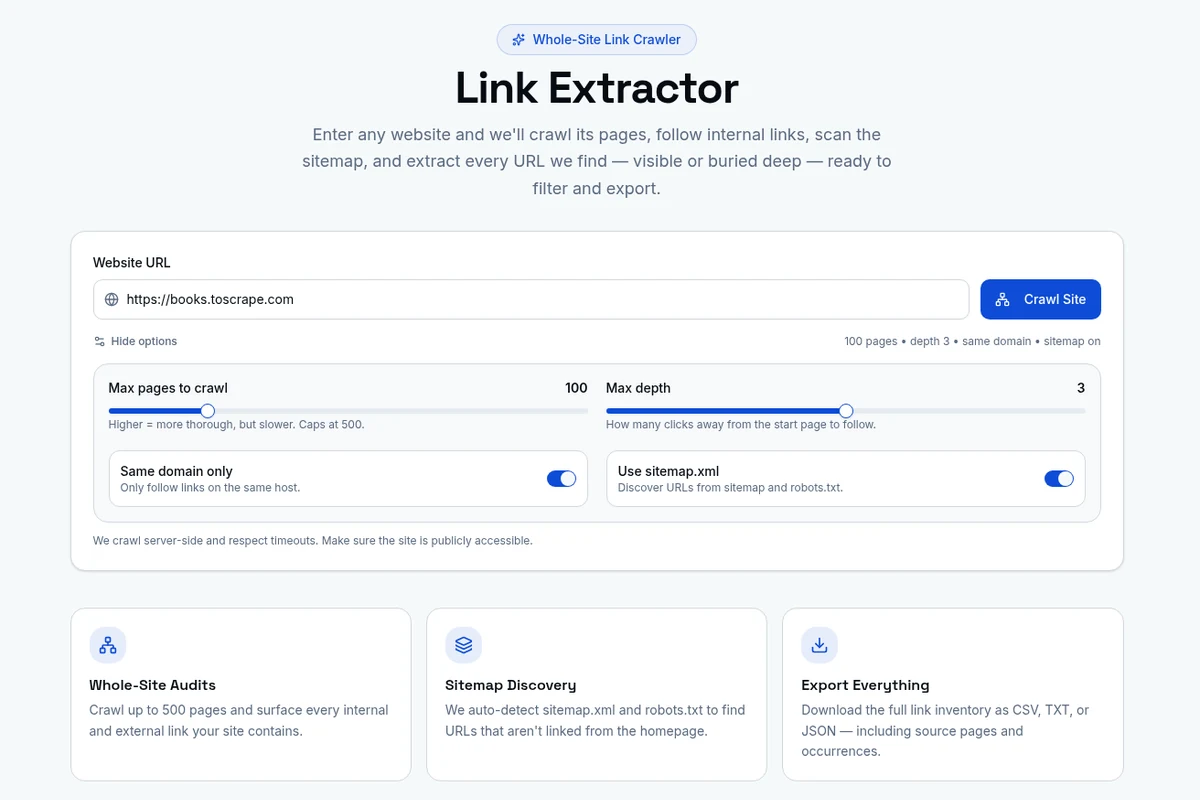 Whole-Site Link Crawler
Link Extractor
Enter any website and we'll crawl its pages, follow internal links, scan the
sitemap, and extract every URL we find — visible or buried deep — ready to
filter and export.
Website URL
https://books.toscrape.com
Crawl Site
Hide options
100 pages • depth 3 • same domain • sitemap on
Max pages to crawl
100
Higher = more thorough, but slower. Caps at 500.
Max depth
3
How many clicks away from the start page to follow.
Same domain only
Only follow links on the same host.
Use sitemap.xml
Discover URLs from sitemap and robots.txt.
We crawl server-side and respect timeouts. Make sure the site is publicly accessible.
Whole-Site Audits
Crawl up to 500 pages and surface every internal
and external link your site contains.
Sitemap Discovery
We auto-detect sitemap.xml and robots.txt to find
URLs that aren't linked from the homepage.
Export Everything
Download the full link inventory as CSV, TXT, or
JSON — including source pages and
occurrences.